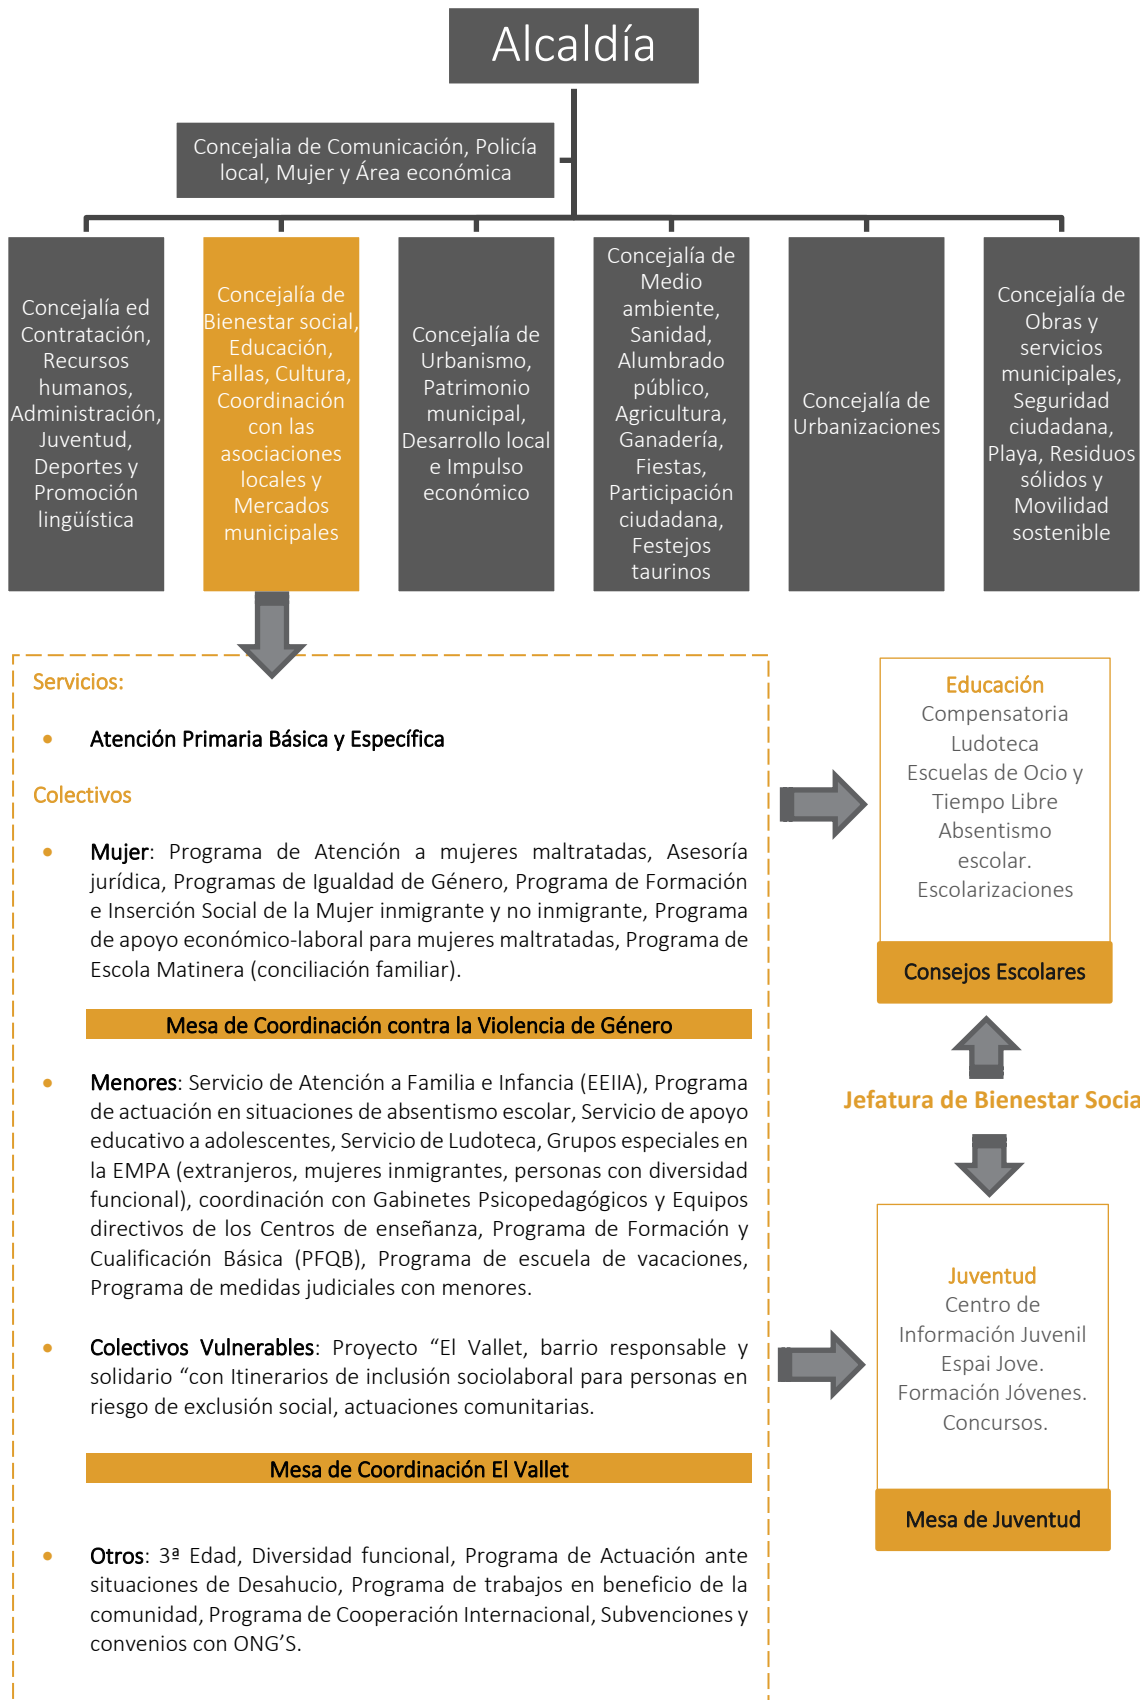 Alcaldía
Concejalia de Comunicación, Policía
local, Mujer y Área económica
Concejalía ed
Contratación,
Recursos
humanos,
Administración,
Juventud,
Deportes y
Promoción
lingüística
Concejalía de
Bienestar social,
Educación,
Fallas, Cultura,
Coordinación
con las
asociaciones
locales y
Mercados
municipales
Concejalía de
Urbanismo,
Patrimonio
municipal,
Desarrollo local
e Impulso
económico
Concejalía de
Medio
ambiente,
Sanidad,
Alumbrado
público,
Agricultura,
Ganadería,
Fiestas,
Participación
ciudadana,
Festejos
taurinos
Concejalía de
Urbanizaciones
Concejalía de
Obras y
servicios
municipales,
Seguridad
ciudadana,
Playa, Residuos
sólidos y
Movilidad
sostenible
Servicios:
• Atención Primaria Básica y Específica
Colectivos
• Mujer: Programa de Atención a mujeres maltratadas, Asesoría
jurídica, Programas de Igualdad de Género, Programa de Formación
e Inserción Social de la Mujer inmigrante y no inmigrante, Programa
de apoyo económico-laboral para mujeres maltratadas, Programa de
Escola Matinera (conciliación familiar).
Mesa de Coordinación contra la Violencia de Género
• Menores: Servicio de Atención a Familia e Infancia (EEIIA), Programa
de actuación en situaciones de absentismo escolar, Servicio de apoyo
educativo a adolescentes, Servicio de Ludoteca, Grupos especiales en
la EMPA (extranjeros, mujeres inmigrantes, personas con diversidad
funcional), coordinación con Gabinetes Psicopedagógicos y Equipos
directivos de los Centros de enseñanza, Programa de Formación y
Cualificación Básica (PFQB), Programa de escuela de vacaciones,
Programa de medidas judiciales con menores.
• Colectivos Vulnerables: Proyecto “El Vallet, barrio responsable y
solidario “con Itinerarios de inclusión sociolaboral para personas en
riesgo de exclusión social, actuaciones comunitarias.
Mesa de Coordinación El Vallet
• Otros: 3ª Edad, Diversidad funcional, Programa de Actuación ante
situaciones de Desahucio, Programa de trabajos en beneficio de la
comunidad, Programa de Cooperación Internacional, Subvenciones y
convenios con ONG’S.
Educación
Compensatoria
Ludoteca
Escuelas de Ocio y
Tiempo Libre
Absentismo
escolar.
Escolarizaciones
Consejos Escolares
Jefatura de Bienestar Socia
Juventud
Centro de
Información Juvenil
Espai Jove.
Formación Jóvenes.
Concursos.
Mesa de Juventud